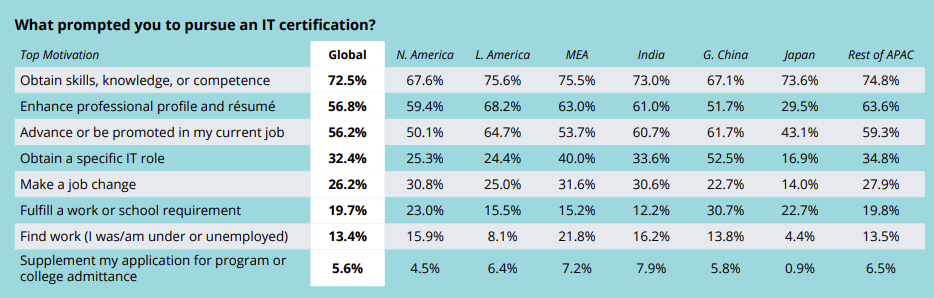 What prompted you to pursue an IT certification?
Top Motivation Global N. America L. America MEA India G. China Japan Rest of APAC
Obtain skills, knowledge, or competence 72.5% 67.6% 75.6% 75.5% 73.0% 67.1% 73.6% 74.8%
Enhance professional profile and résumé 56.8% 59.4% 68.2% 63.0% 61.0% 51.7% 29.5% 63.6%
Advance or be promoted in my current job 56.2% 50.1% 64.7% 53.7% 60.7% 61.7% 43.1% 59.3%
Obtain a specific IT role 32.4% 25.3% 24.4% 40.0% 33.6% 52.5% 16.9% 34.8%
Make a job change 26.2% 30.8% 25.0% 31.6% 30.6% 22.7% 14.0% 27.9%
Fulfill a work or school requirement 19.7% 23.0% 15.5% 15.2% 12.2% 30.7% 22.7% 19.8%
Find work (I was/am under or unemployed) 13.4% 15.9% 8.1% 21.8% 16.2% 13.8% 4.4% 13.5%
Supplement my application for program or
college admittance 5.6% 4.5% 6.4% 7.2% 7.9% 5.8% 0.9% 6.5%